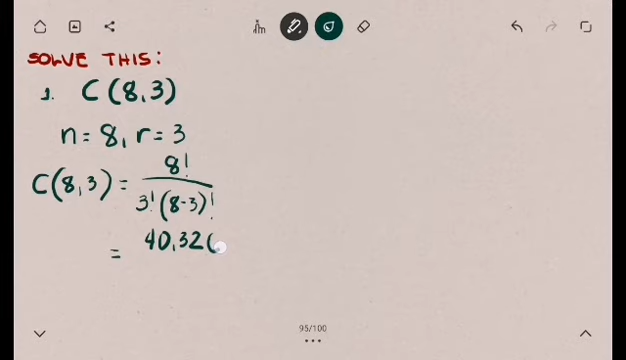 SOLVE THIS:
1. C(8,3)
n = 8, r = 3
C(8,3) = 8! / 3!(8-3)!
= 40,32
95/100